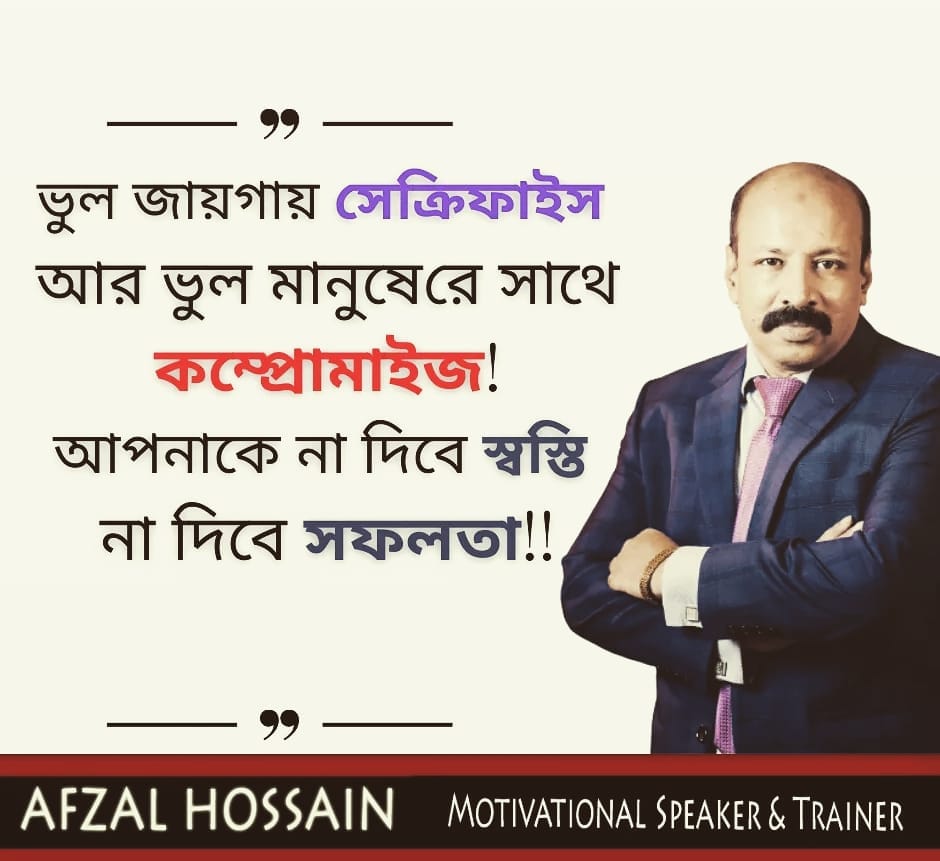 ❞
ভুল জায়গায় সেক্রিফাইস
আর ভুল মানুষেরে সাথে
কম্প্রোমাইজ!
আপনাকে না দিবে স্বস্তি
না দিবে সফলতা!!
❞
AFZAL HOSSAIN MOTIVATIONAL SPEAKER & TRAINER